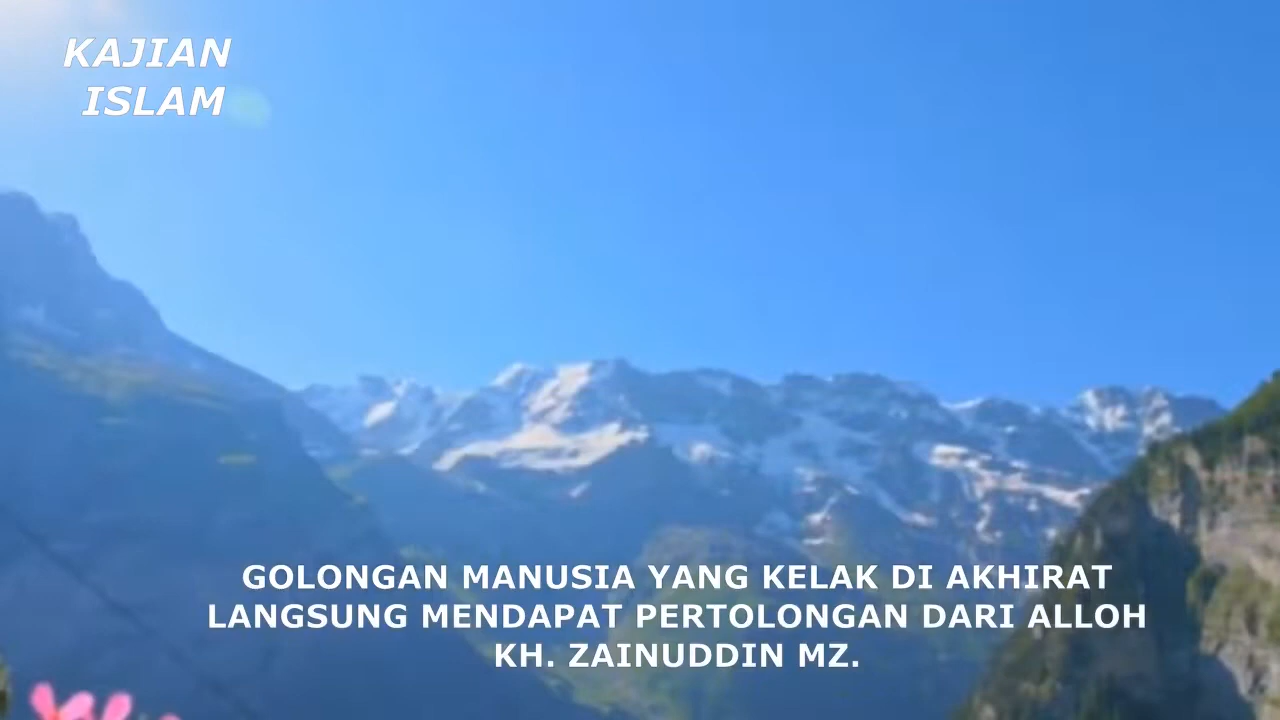 KAJIAN
ISLAM
GOLONGAN MANUSIA YANG KELAK DI AKHIRAT
LANGSUNG MENDAPAT PERTOLONGAN DARI ALLOH
KH. ZAINUDDIN MZ.